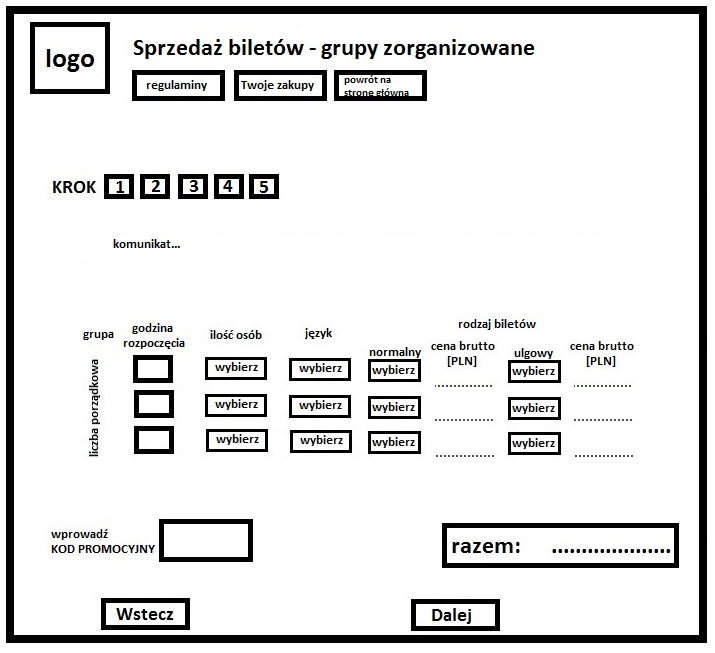 logo
Sprzedaż biletów - grupy zorganizowane
regulaminy
Twoje zakupy
powrót na
stronę główna
KROK 1 2 3 4 5
komunikat...
grupa
godzina
rozpoczęcia
ilość osób
język
rodzaj biletów
normalny
cena brutto
[PLN]
ulgowy
cena brutto
[PLN]
liczba porządkowa
wybierz wybierz wybierz .................. wybierz ..................
wybierz wybierz wybierz .................. wybierz ..................
wybierz wybierz wybierz .................. wybierz ..................
wprowadź
KOD PROMOCYJNY
razem: ....................
Wstecz
Dalej